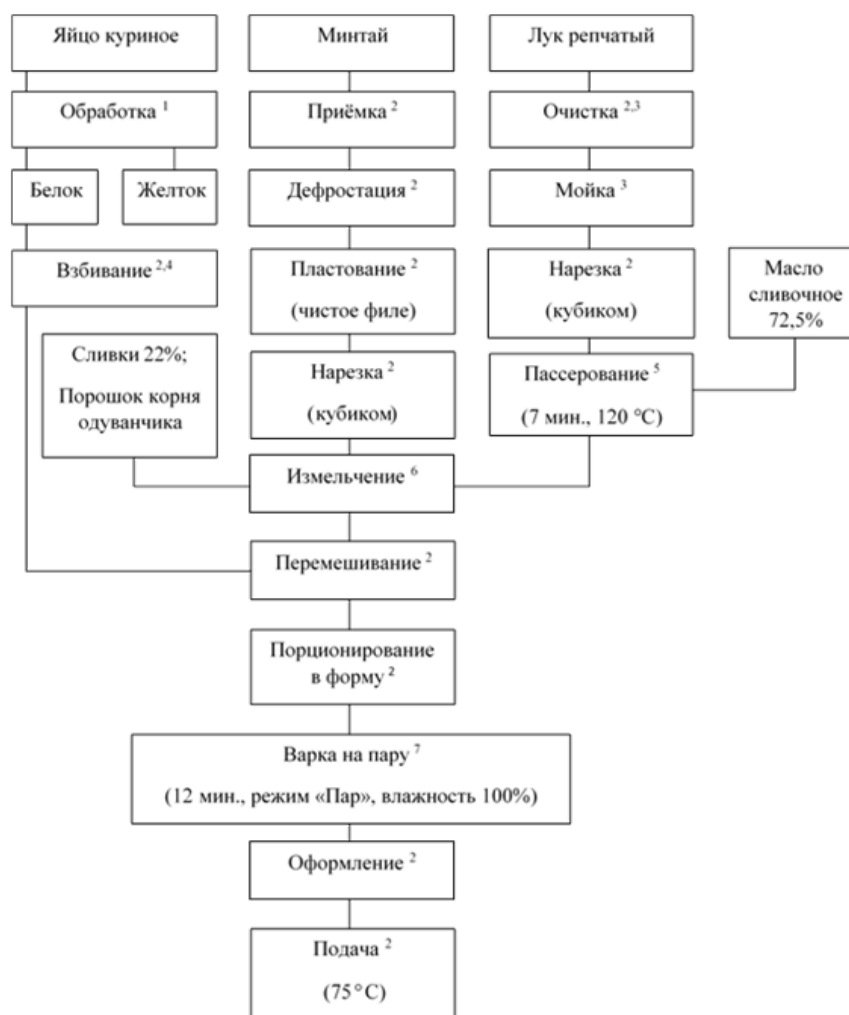 Яйцо куриное
Минтай
Лук репчатый
Обработка ¹
Приёмка ²
Очистка ²,³
Белок
Желток
Дефростация ²
Мойка ³
Взбивание ²,⁴
Пластование ²
(чистое филе)
Нарезка ²
(кубиком)
Масло
сливочное
72,5%
Сливки 22%;
Порошок корня
одуванчика
Нарезка ²
(кубиком)
Пассерование ⁵
(7 мин., 120 °С)
Измельчение ⁶
Перемешивание ²
Порционирование
в форму ²
Варка на пару ⁷
(12 мин., режим «Пар», влажность 100%)
Оформление ²
Подача ²
(75°С)